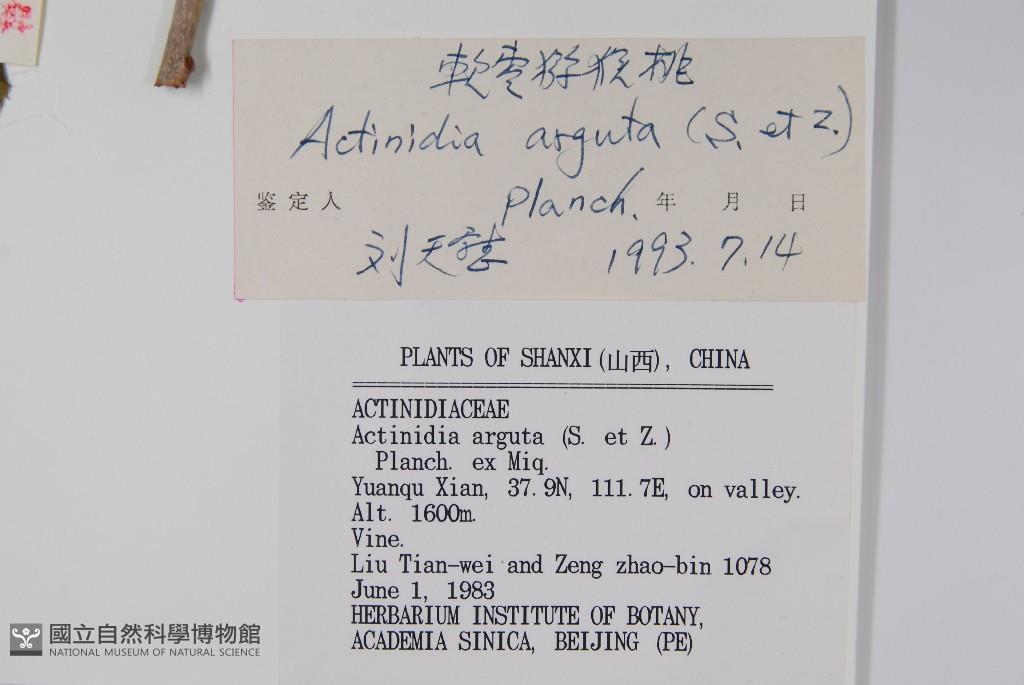 軟枣猕猴桃
Actinidia arguta (S. et Z.)
鉴定人 Planch. 年 月 日
刘天 1993.7.14
PLANTS OF SHANXI (山西), CHINA
ACTINIDIACEAE
Actinidia arguta (S. et Z.)
Planch. ex Miq.
Yuanqu Xian, 37.9N, 111.7E, on valley.
Alt. 1600m.
Vine.
Liu Tian-wei and Zeng zhao-bin 1078
June 1, 1983
HERBARIUM INSTITUTE OF BOTANY,
ACADEMIA SINICA, BEIJING (PE)
國立自然科學博物館
NATIONAL MUSEUM OF NATURAL SCIENCE